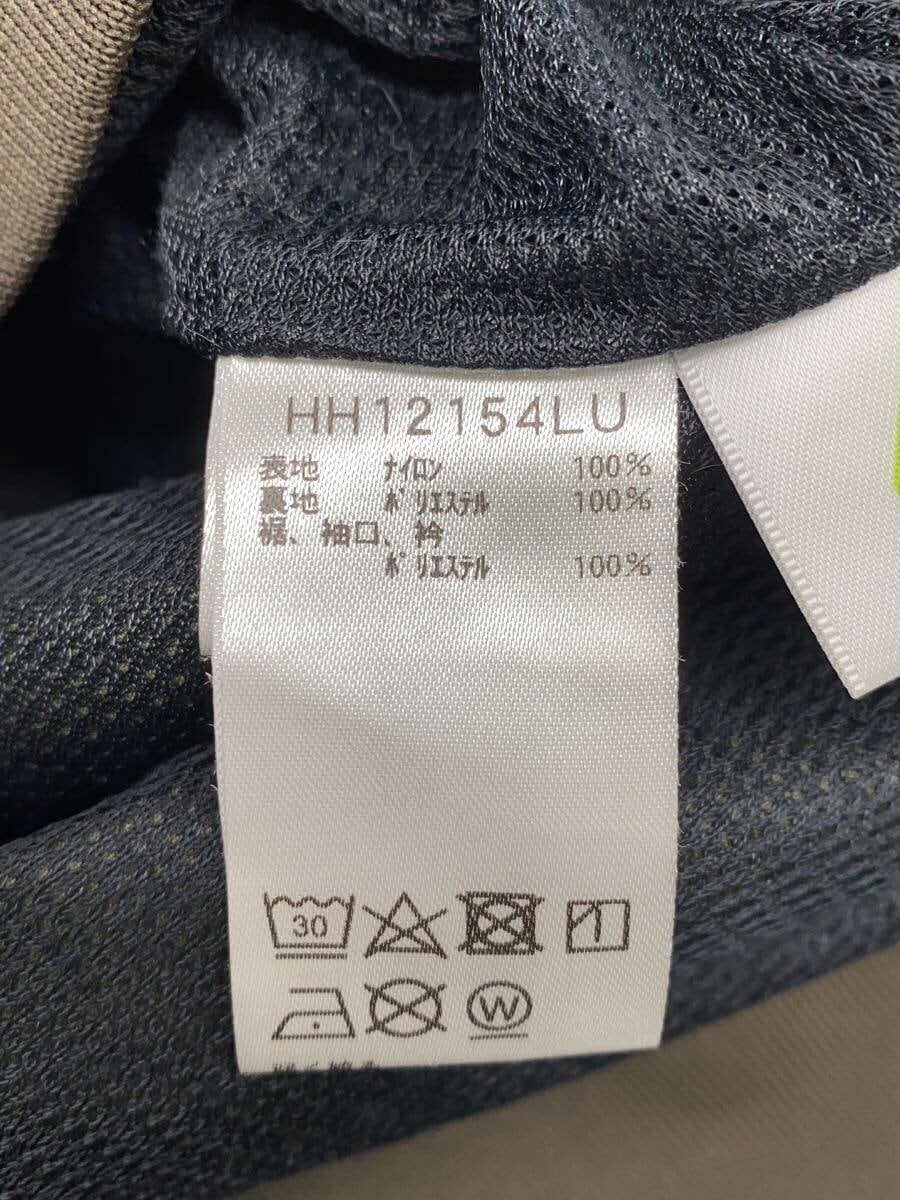 HH12154LU
表地 ナイロン 100%
裏地 ポリエステル 100%
裾、袖口、衿
ポリエステル 100%
30
W